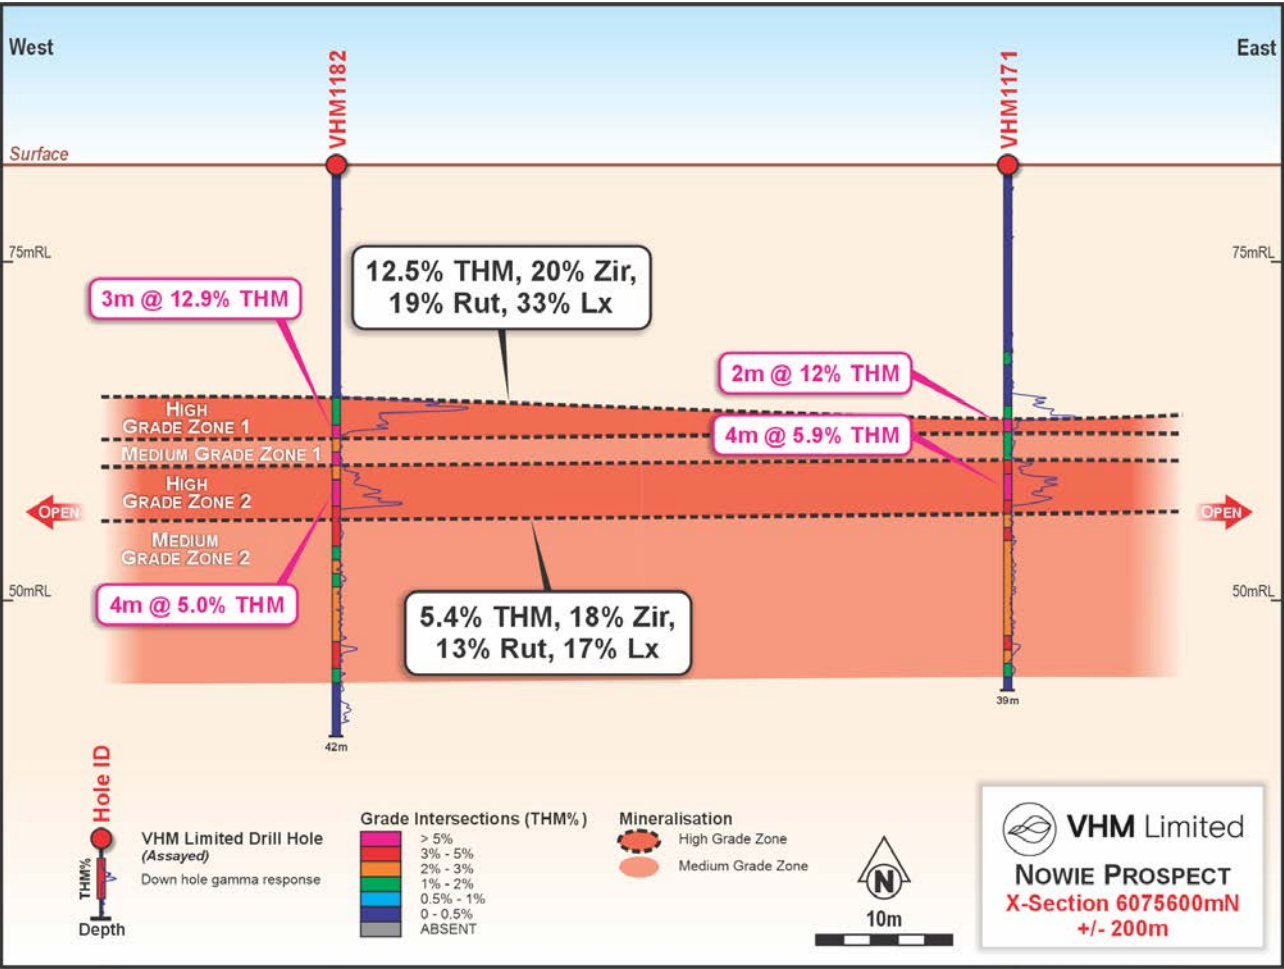 West
East
VHM1182
VHM1171
Surface
75mRL
75mRL
12.5% THM, 20% Zir,
19% Rut, 33% Lx
3m @ 12.9% THM
2m @ 12% THM
4m @ 5.9% THM
HIGH
GRADE ZONE 1
MEDIUM GRADE ZONE 1
HIGH
GRADE ZONE 2
OPEN
OPEN
MEDIUM
GRADE ZONE 2
50mRL
50mRL
4m @ 5.0% THM
5.4% THM, 18% Zir,
13% Rut, 17% Lx
39m
42m
Hole ID
THM%
Depth
VHM Limited Drill Hole
(Assayed)
Down hole gamma response
Grade Intersections (THM%)
> 5%
3% - 5%
2% - 3%
1% - 2%
0.5% - 1%
0 - 0.5%
ABSENT
Mineralisation
High Grade Zone
Medium Grade Zone
N
10m
VHM Limited
NOWIE PROSPECT
X-Section 6075600mN
+/- 200m